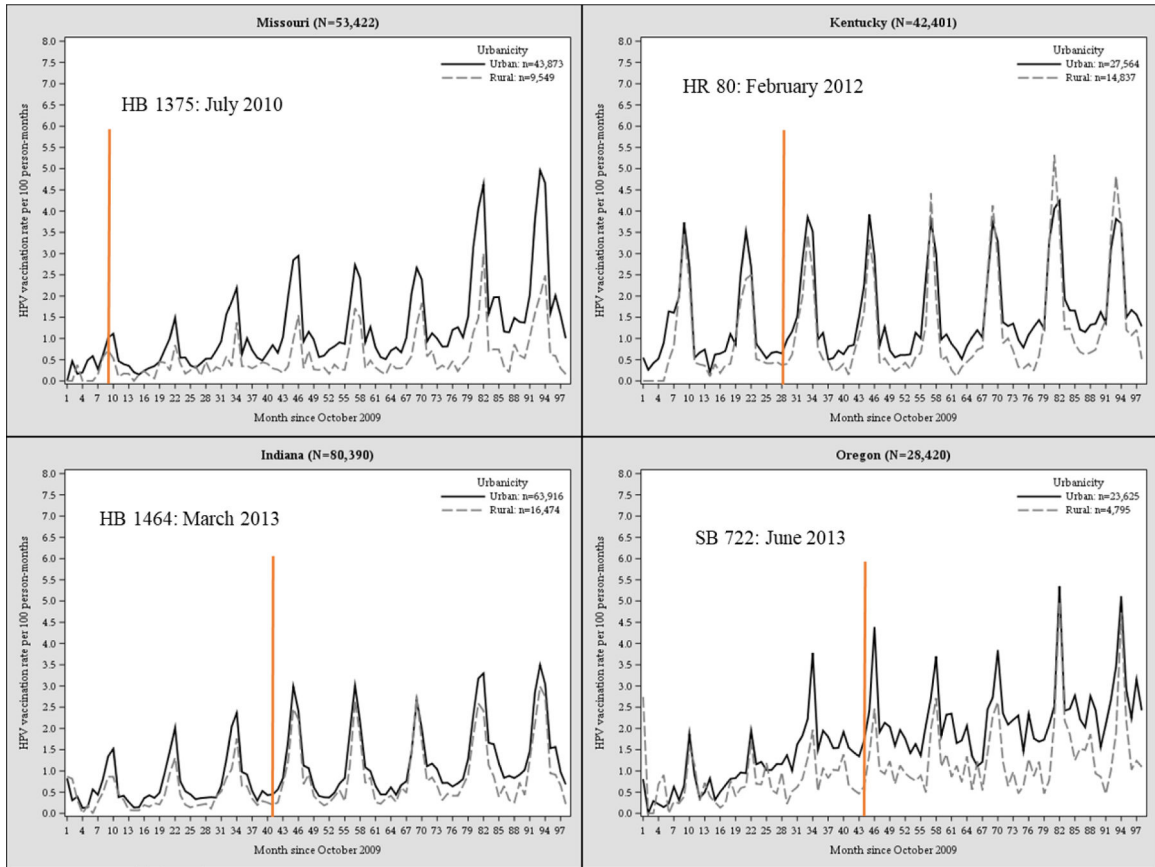 Missouri (N=53,422)
Urbanicity
Urban: n=43,873
Rural: n=9,549
HB 1375: July 2010
HPV vaccination rate per 100 person-months
8.0
7.5
7.0
6.5
6.0
5.5
5.0
4.5
4.0
3.5
3.0
2.5
2.0
1.5
1.0
0.5
0.0
1 4 7 10 13 16 19 22 25 28 31 34 37 40 43 46 49 52 55 58 61 64 67 70 73 76 79 82 85 88 91 94 97
Month since October 2009
Kentucky (N=42,401)
Urbanicity
Urban: n=27,564
Rural: n=14,837
HR 80: February 2012
HPV vaccination rate per 100 person-months
8.0
7.5
7.0
6.5
6.0
5.5
5.0
4.5
4.0
3.5
3.0
2.5
2.0
1.5
1.0
0.5
0.0
1 4 7 10 13 16 19 22 25 28 31 34 37 40 43 46 49 52 55 58 61 64 67 70 73 76 79 82 85 88 91 94 97
Month since October 2009
Indiana (N=80,390)
Urbanicity
Urban: n=63,916
Rural: n=16,474
HB 1464: March 2013
HPV vaccination rate per 100 person-months
8.0
7.5
7.0
6.5
6.0
5.5
5.0
4.5
4.0
3.5
3.0
2.5
2.0
1.5
1.0
0.5
0.0
1 4 7 10 13 16 19 22 25 28 31 34 37 40 43 46 49 52 55 58 61 64 67 70 73 76 79 82 85 88 91 94 97
Month since October 2009
Oregon (N=28,420)
Urbanicity
Urban: n=23,625
Rural: n=4,795
SB 722: June 2013
HPV vaccination rate per 100 person-months
8.0
7.5
7.0
6.5
6.0
5.5
5.0
4.5
4.0
3.5
3.0
2.5
2.0
1.5
1.0
0.5
0.0
1 4 7 10 13 16 19 22 25 28 31 34 37 40 43 46 49 52 55 58 61 64 67 70 73 76 79 82 85 88 91 94 97
Month since October 2009